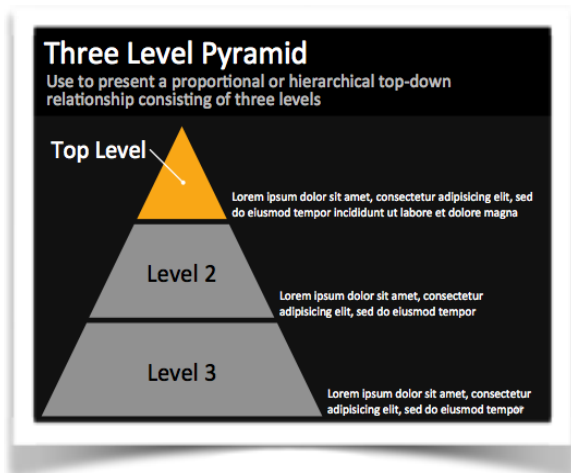 Three Level Pyramid
Use to present a proportional or hierarchical top-down
relationship consisting of three levels
Top Level
Lorem ipsum dolor sit amet, consectetur adipisicing elit, sed
do eiusmod tempor incididunt ut labore et dolore magna
Level 2
Lorem ipsum dolor sit amet, consectetur
adipisicing elit, sed do eiusmod tempor
Level 3
Lorem ipsum dolor sit amet, consectetur
adipisicing elit, sed do eiusmod tempor